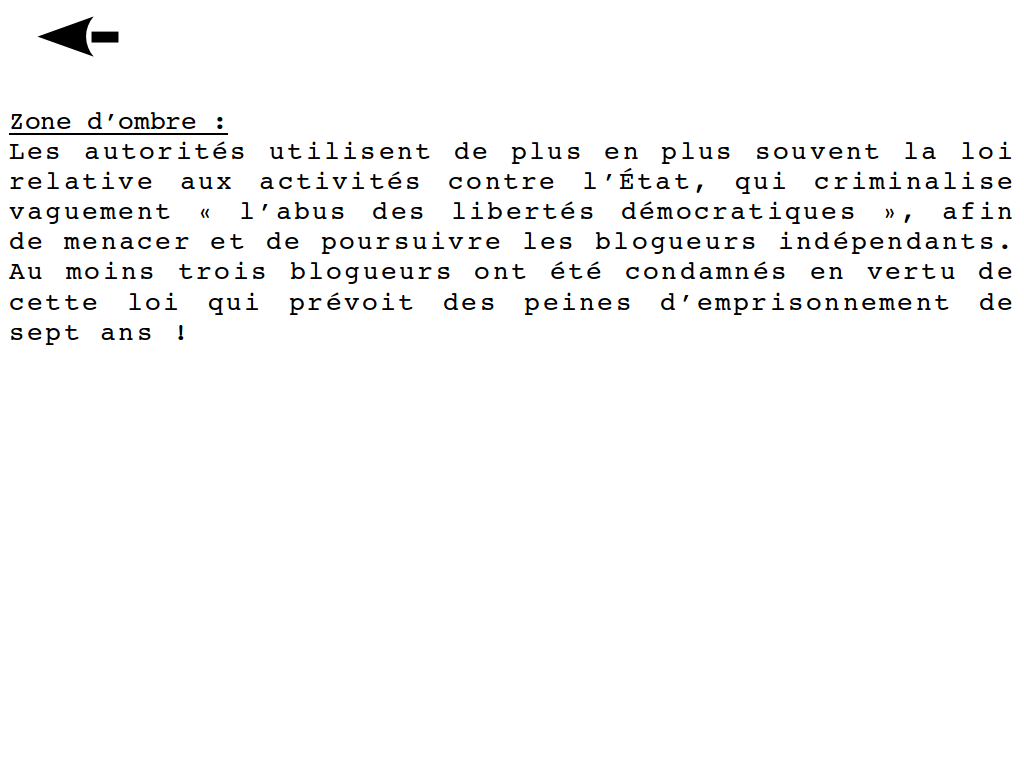 Zone d’ombre :
Les autorités utilisent de plus en plus souvent la loi
relative aux activités contre l’État, qui criminalise
vaguement « l’abus des libertés démocratiques », afin
de menacer et de poursuivre les blogueurs indépendants.
Au moins trois blogueurs ont été condamnés en vertu de
cette loi qui prévoit des peines d’emprisonnement de
sept ans !